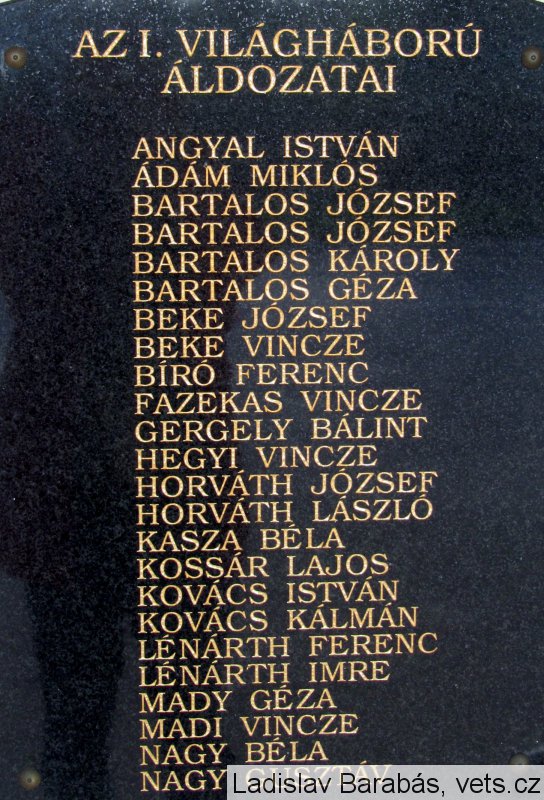 AZ I. VILÁGHÁBORÚ
ÁLDOZATAI
ANGYAL ISTVÁN
ÁDÁM MIKLÓS
BARTALOS JÓZSEF
BARTALOS JÓZSEF
BARTALOS KÁROLY
BARTALOS GÉZA
BEKE JÓZSEF
BEKE VINCZE
BÍRÓ FERENC
FAZEKAS VINCZE
GERGELY BÁLINT
HEGYI VINCZE
HORVÁTH JÓZSEF
HORVÁTH LÁSZLÓ
KASZA BÉLA
KOSSÁR LAJOS
KOVÁCS ISTVÁN
KOVÁCS KÁLMÁN
LÉNÁRTH FERENC
LÉNÁRTH IMRE
MADY GÉZA
MADI VINCZE
NAGY BÉLA
NAGY GUSZTÁV
Ladislav Barabás, vets.cz